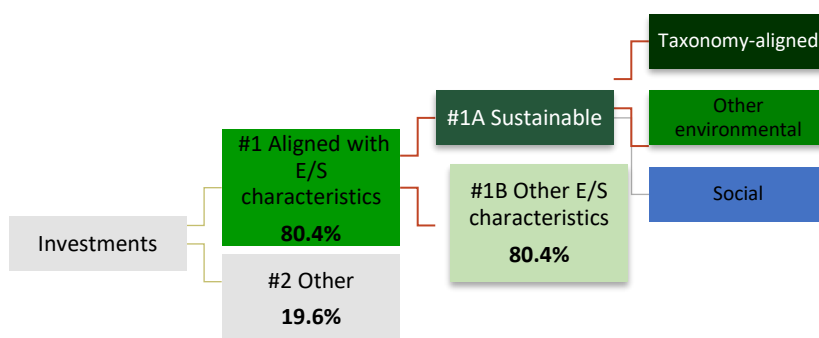 Taxonomy-aligned
#1A Sustainable
Other
environmental
#1 Aligned with
E/S
characteristics
80.4%
#1B Other E/S
characteristics
80.4%
Social
Investments
#2 Other
19.6%